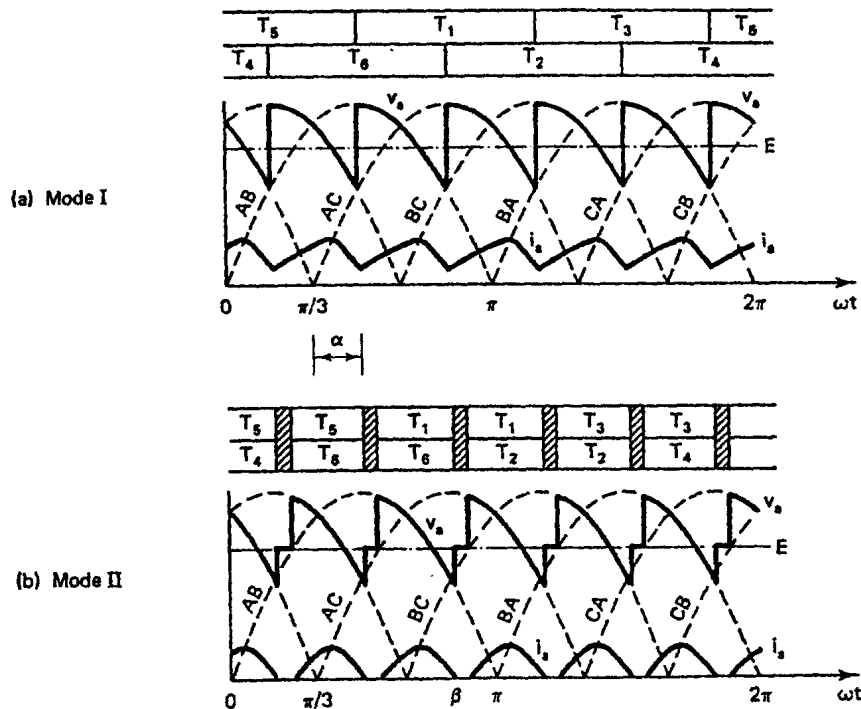 T5 T1 T3 T5
T4 T6 T2 T4
va va
E
(a) Mode I
AB AC BC BA CA CB
ia ia
0 π/3 π 2π ωt
α
T5 T5 T1 T1 T3 T3
T4 T6 T6 T2 T2 T4
va va
E
(b) Mode II
AB AC BC BA CA CB
ia ia
0 π/3 β π 2π ωt